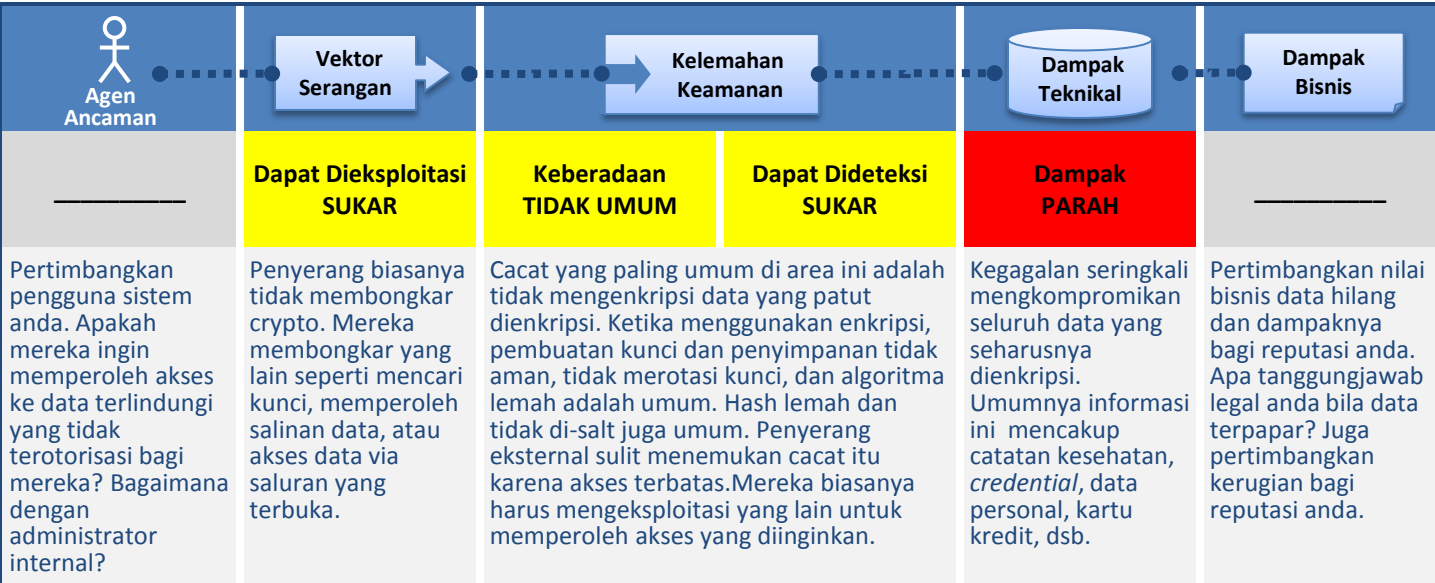 Agen
Ancaman
Vektor
Serangan
Kelemahan
Keamanan
Dampak
Teknikal
Dampak
Bisnis
__________
Dapat Dieksploitasi
SUKAR
Keberadaan
TIDAK UMUM
Dapat Dideteksi
SUKAR
Dampak
PARAH
__________
Pertimbangkan
pengguna sistem
anda. Apakah
mereka ingin
memperoleh akses
ke data terlindungi
yang tidak
terotorisasi bagi
mereka? Bagaimana
dengan
administrator
internal?
Penyerang biasanya
tidak membongkar
crypto. Mereka
membongkar yang
lain seperti mencari
kunci, memperoleh
salinan data, atau
akses data via
saluran yang
terbuka.
Cacat yang paling umum di area ini adalah
tidak mengenkripsi data yang patut
dienkripsi. Ketika menggunakan enkripsi,
pembuatan kunci dan penyimpanan tidak
aman, tidak merotasi kunci, dan algoritma
lemah adalah umum. Hash lemah dan
tidak di-salt juga umum. Penyerang
eksternal sulit menemukan cacat itu
karena akses terbatas.Mereka biasanya
harus mengeksploitasi yang lain untuk
memperoleh akses yang diinginkan.
Kegagalan seringkali
mengkompromikan
seluruh data yang
seharusnya
dienkripsi.
Umumnya informasi
ini mencakup
catatan kesehatan,
credential, data
personal, kartu
kredit, dsb.
Pertimbangkan nilai
bisnis data hilang
dan dampaknya
bagi reputasi anda.
Apa tanggungjawab
legal anda bila data
terpapar? Juga
pertimbangkan
kerugian bagi
reputasi anda.